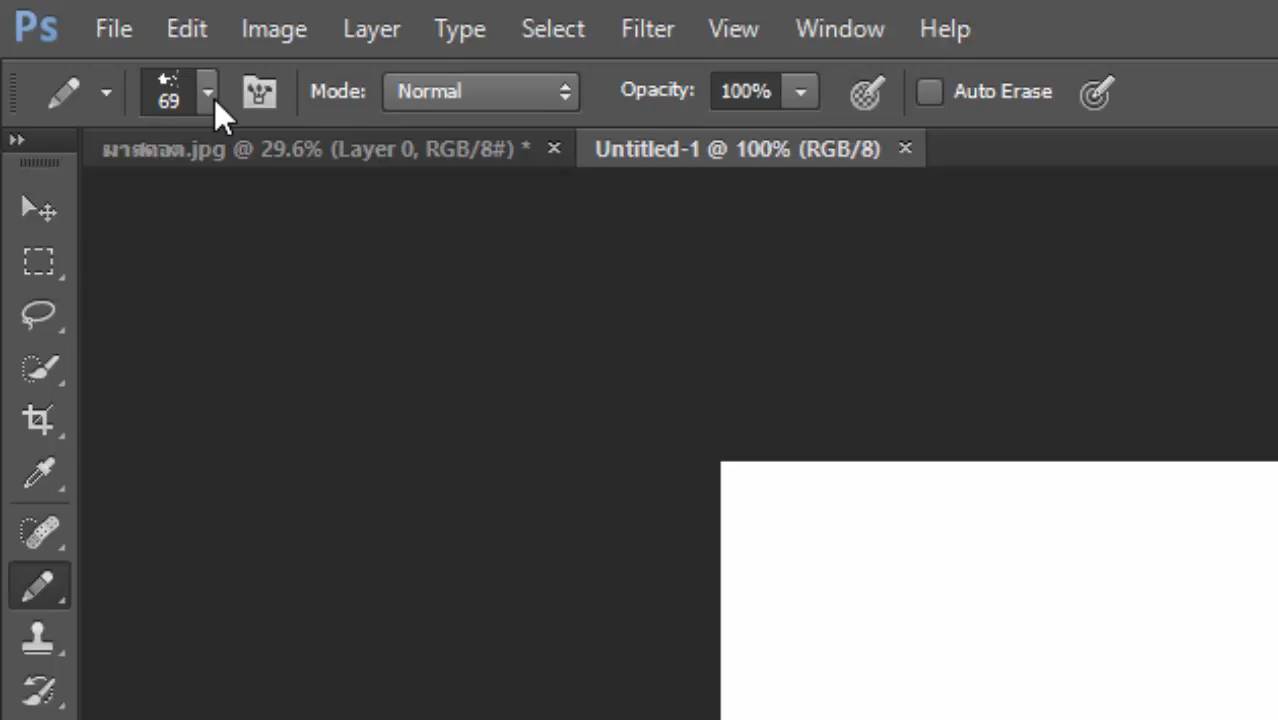 Ps File Edit Image Layer Type Select Filter View Window Help
69 Mode: Normal Opacity: 100% Auto Erase
.jpg @ 29.6% (Layer 0, RGB/8#) * × Untitled-1 @ 100% (RGB/8) ×